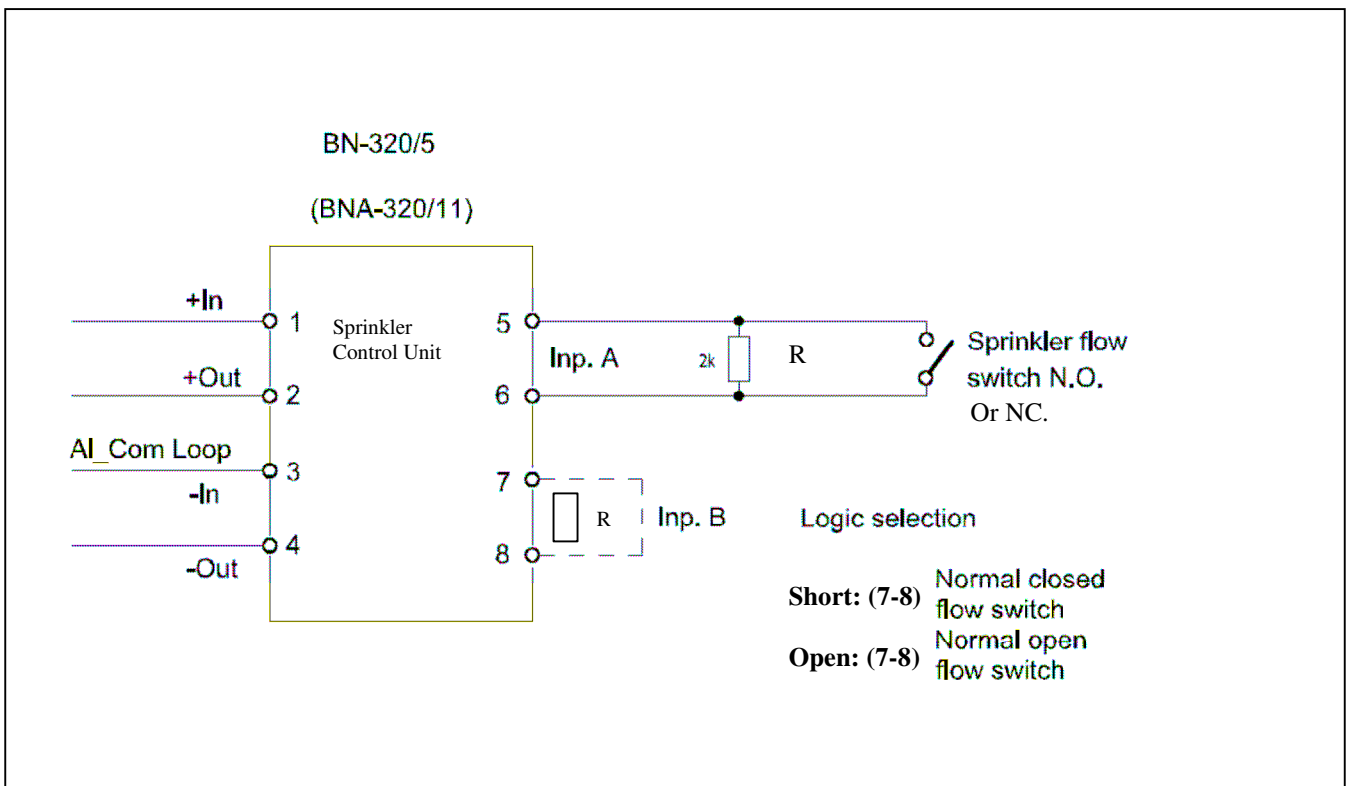 BN-320/5
(BNA-320/11)
+In
1
Sprinkler
Control Unit
5
Inp. A
2k
R
Sprinkler flow
switch N.O.
Or NC.
+Out
2
6
Al_Com Loop
3
-In
7
R
Inp. B
Logic selection
4
-Out
8
Short: (7-8) Normal closed
flow switch
Open: (7-8) Normal open
flow switch